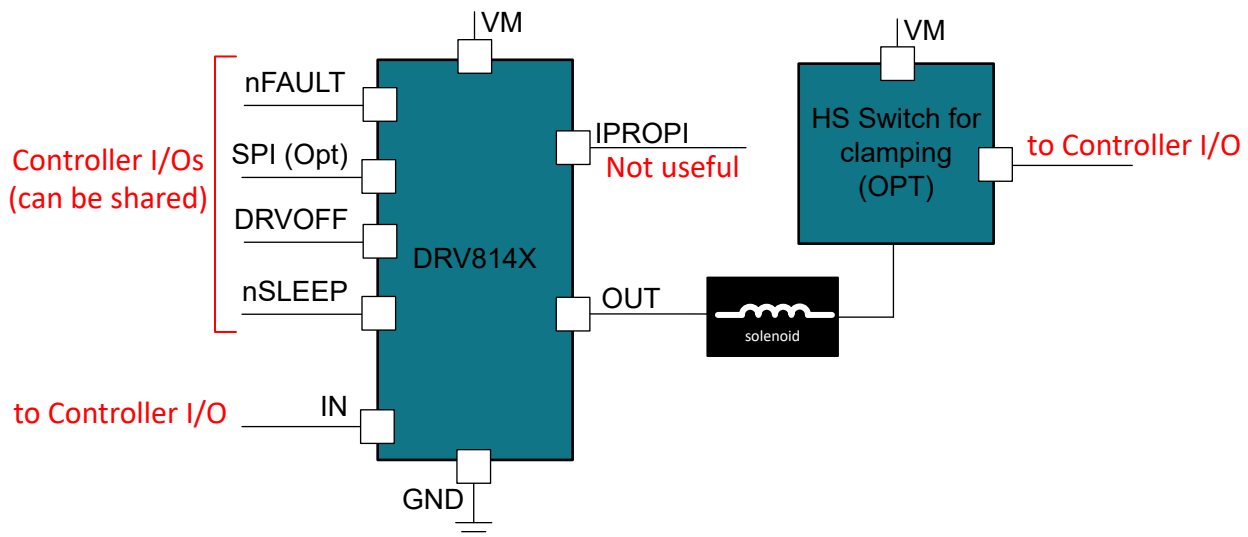 VM
nFAULT
SPI (Opt)
DRVOFF
nSLEEP
Controller I/Os
(can be shared)
IN
to Controller I/O
DRV814X
IPROPI
Not useful
OUT
GND
solenoid
VM
HS Switch for
clamping
(OPT)
to Controller I/O